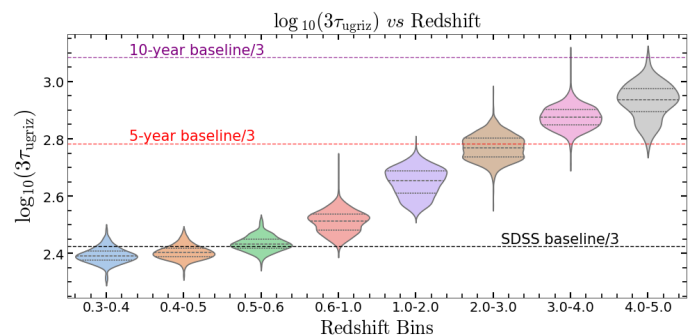 log₁₀(3τ_ugriz) vs Redshift
log₁₀(3τ_ugriz)
3.0
2.8
2.6
2.4
10-year baseline/3
5-year baseline/3
SDSS baseline/3
0.3-0.4 0.4-0.5 0.5-0.6 0.6-1.0 1.0-2.0 2.0-3.0 3.0-4.0 4.0-5.0
Redshift Bins